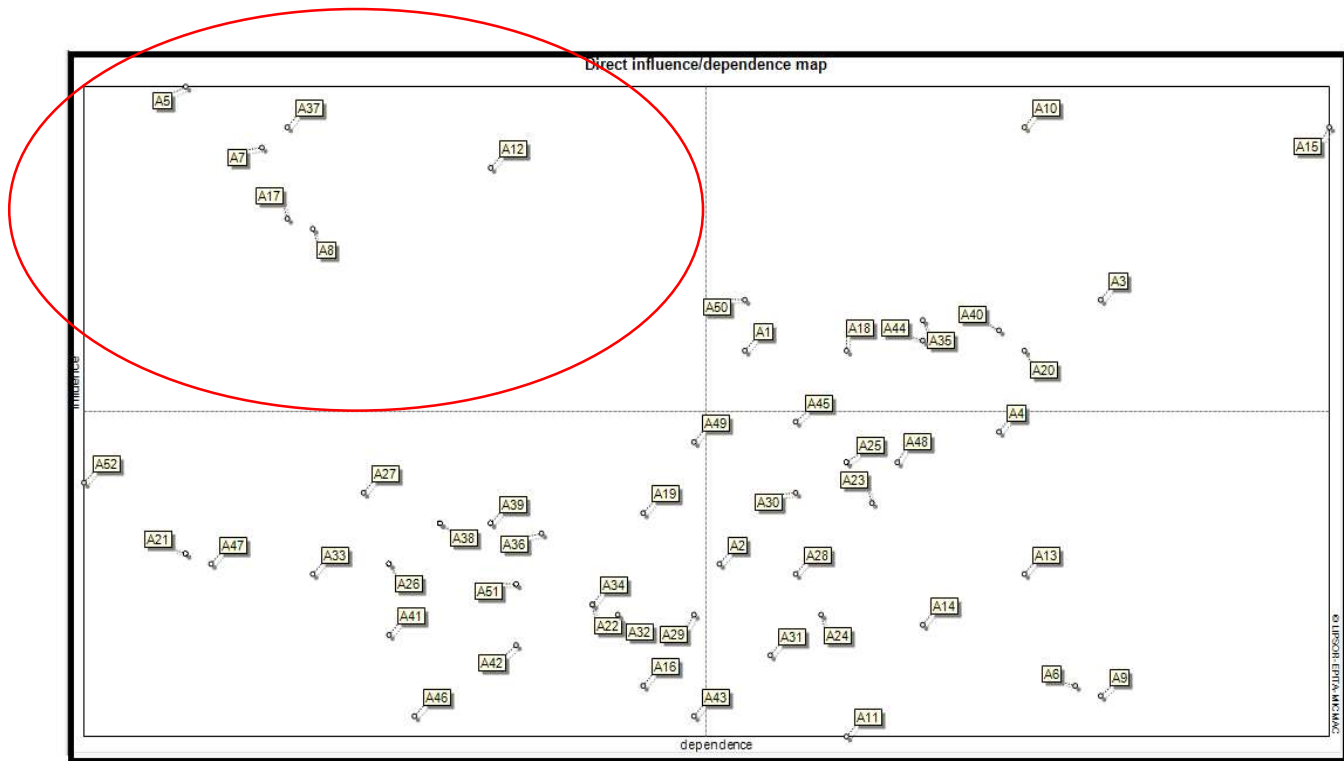 Direct influence/dependence map
A5
A37
A10
A15
A7
A12
A17
A8
A3
A50
A1
A18
A44
A40
A35
A20
A45
A4
A49
A25
A48
A52
A27
A23
A19
A30
A39
A38
A36
A21
A47
A33
A2
A28
A13
A26
A51
A34
A41
A22
A32
A29
A31
A24
A14
A42
A16
A6
A9
A46
A43
A11
influence
dependence
© LIPSOR-EPITA-MICMAC